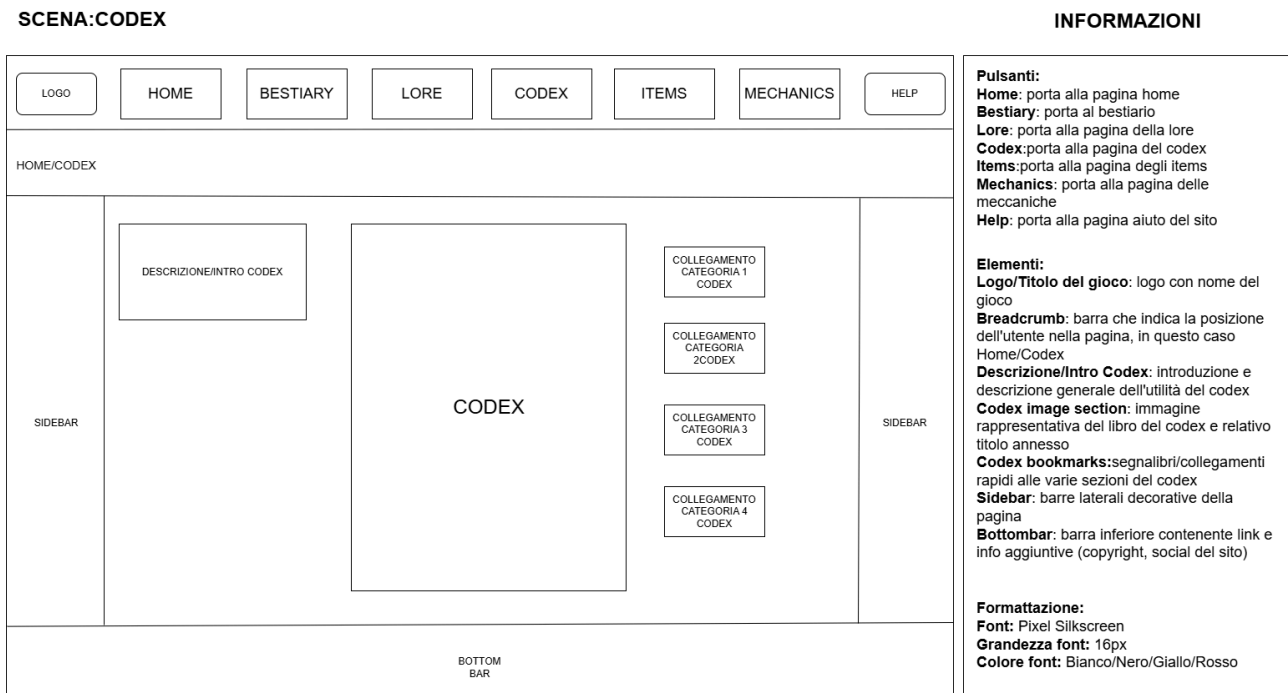 SCENA:CODEX
INFORMAZIONI
LOGO
HOME
BESTIARY
LORE
CODEX
ITEMS
MECHANICS
HELP
HOME/CODEX
SIDEBAR
DESCRIZIONE/INTRO CODEX
CODEX
COLLEGAMENTO
CATEGORIA 1
CODEX
COLLEGAMENTO
CATEGORIA
2CODEX
COLLEGAMENTO
CATEGORIA 3
CODEX
COLLEGAMENTO
CATEGORIA 4
CODEX
SIDEBAR
BOTTOM
BAR
Pulsanti:
Home: porta alla pagina home
Bestiary: porta al bestiario
Lore: porta alla pagina della lore
Codex:porta alla pagina del codex
Items:porta alla pagina degli items
Mechanics: porta alla pagina delle
meccaniche
Help: porta alla pagina aiuto del sito
Elementi:
Logo/Titolo del gioco: logo con nome del
gioco
Breadcrumb: barra che indica la posizione
dell'utente nella pagina, in questo caso
Home/Codex
Descrizione/Intro Codex: introduzione e
descrizione generale dell'utilità del codex
Codex image section: immagine
rappresentativa del libro del codex e relativo
titolo annesso
Codex bookmarks:segnalibri/collegamenti
rapidi alle varie sezioni del codex
Sidebar: barre laterali decorative della
pagina
Bottombar: barra inferiore contenente link e
info aggiuntive (copyright, social del sito)
Formattazione:
Font: Pixel Silkscreen
Grandezza font: 16px
Colore font: Bianco/Nero/Giallo/Rosso